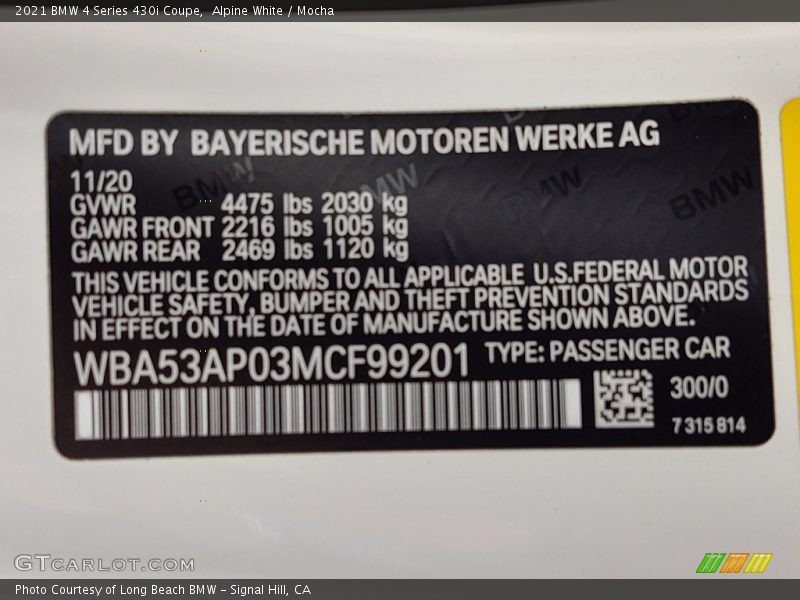 2021 BMW 4 Series 430i Coupe,  Alpine White / Mocha
MFD BY BAYERISCHE MOTOREN WERKE AG
11/20
GVWR 4475 lbs 2030 kg
GAWR FRONT 2216 lbs 1005 kg
GAWR REAR 2469 lbs 1120 kg
THIS VEHICLE CONFORMS TO ALL APPLICABLE U.S.FEDERAL MOTOR
VEHICLE SAFETY, BUMPER AND THEFT PREVENTION STANDARDS
IN EFFECT ON THE DATE OF MANUFACTURE SHOWN ABOVE.
WBA53AP03MCF99201 TYPE: PASSENGER CAR
300/0
7 315 814
BMW BMW BMW BMW
GTCARLOT.COM
Photo Courtesy of Long Beach BMW – Signal Hill, CA